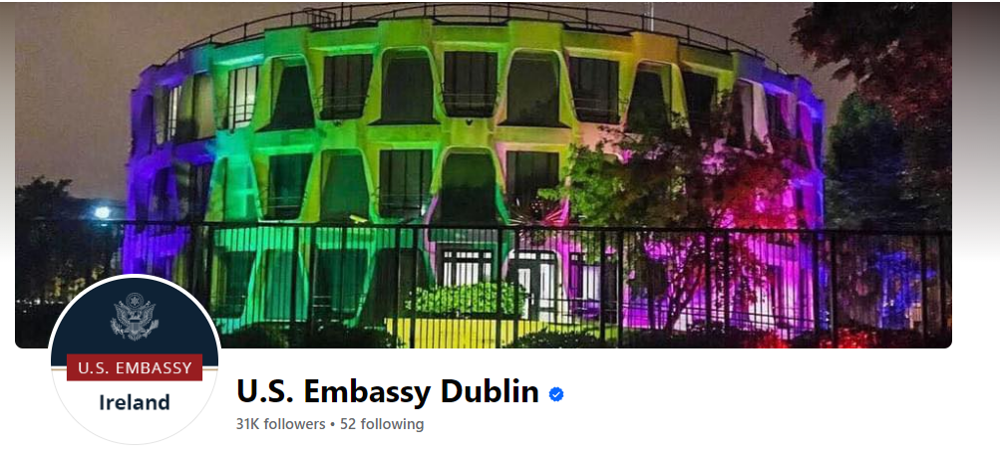 U.S. EMBASSY
Ireland
U.S. Embassy Dublin
31K followers • 52 following